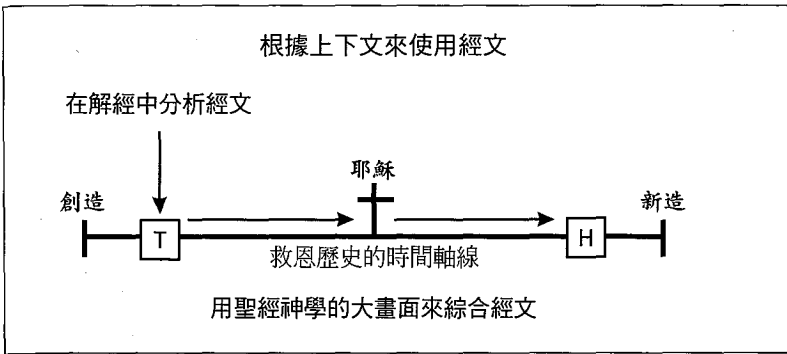 根據上下文來使用經文
在解經中分析經文
耶穌
創造
新造
T
H
救恩歷史的時間軸線
用聖經神學的大畫面來綜合經文